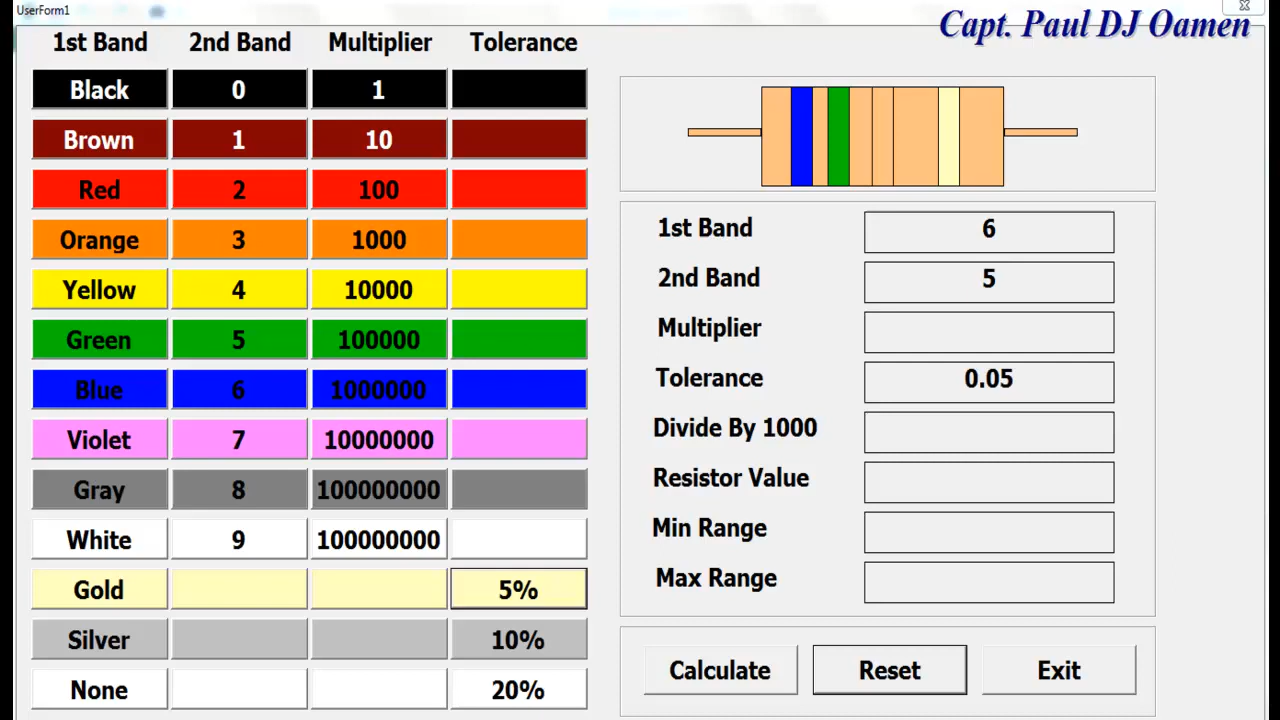 UserForm1
Capt. Paul DJ Oamen
1st Band 2nd Band Multiplier Tolerance
Black 0 1
Brown 1 10
Red 2 100
Orange 3 1000
Yellow 4 10000
Green 5 100000
Blue 6 1000000
Violet 7 10000000
Gray 8 100000000
White 9 100000000
Gold 5%
Silver 10%
None 20%
1st Band 6
2nd Band 5
Multiplier
Tolerance 0.05
Divide By 1000
Resistor Value
Min Range
Max Range
Calculate Reset Exit